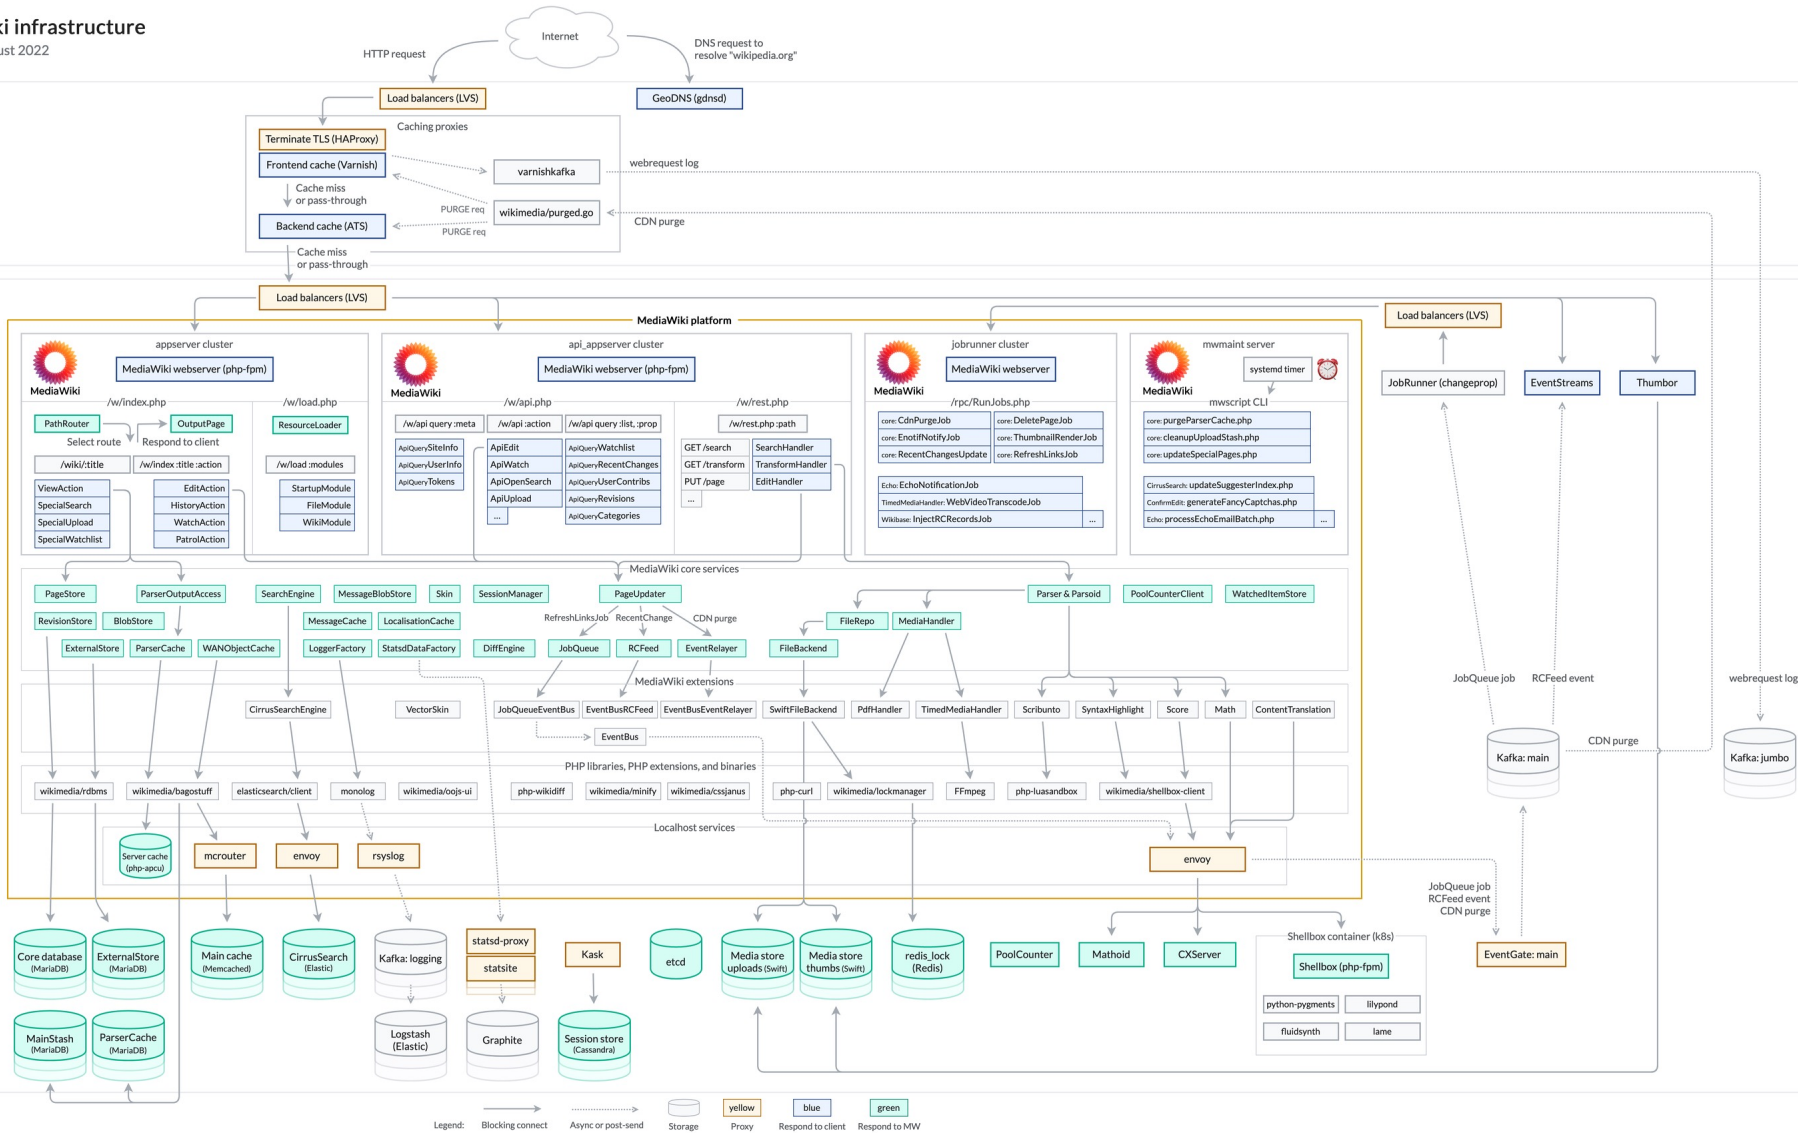 ki infrastructure
ust 2022
Internet
HTTP request
DNS request to
resolve "wikipedia.org"
Load balancers (LVS)
GeoDNS (gdnsd)
Caching proxies
Terminate TLS (HAProxy)
Frontend cache (Varnish)
varnishkafka
webrequest log
Cache miss
or pass-through
PURGE req
wikimedia/purged.go
CDN purge
Backend cache (ATS)
PURGE req
Cache miss
or pass-through
Load balancers (LVS)
Load balancers (LVS)
MediaWiki platform
appserver cluster
MediaWiki webserver (php-fpm)
MediaWiki
/w/index.php
PathRouter
OutputPage
Select route
Respond to client
/wiki/:title
/w/index :title :action
ViewAction
SpecialSearch
SpecialUpload
SpecialWatchlist
EditAction
HistoryAction
WatchAction
PatrolAction
/w/load.php
ResourceLoader
/w/load :modules
StartupModule
FileModule
WikiModule
api_appserver cluster
MediaWiki webserver (php-fpm)
MediaWiki
/w/api.php
/w/api query :meta
/w/api :action
/w/api query :list, :prop
ApiQuerySiteInfo
ApiQueryUserInfo
ApiQueryTokens
ApiEdit
ApiWatch
ApiOpenSearch
ApiUpload
...
ApiQueryWatchlist
ApiQueryRecentChanges
ApiQueryUserContribs
ApiQueryRevisions
ApiQueryCategories
/w/rest.php
/w/rest.php :path
GET /search
GET /transform
PUT /page
...
SearchHandler
TransformHandler
EditHandler
jobrunner cluster
MediaWiki webserver
MediaWiki
/rpc/RunJobs.php
core: CdnPurgeJob
core: EnotifNotifyJob
core: RecentChangesUpdate
core: DeletePageJob
core: ThumbnailRenderJob
core: RefreshLinksJob
Echo: EchoNotificationJob
TimedMediaHandler: WebVideoTranscodeJob
Wikibase: InjectRCRecordsJob
...
mwmaint server
systemd timer
MediaWiki
mwscript CLI
core: purgeParserCache.php
core: cleanupUploadStash.php
core: updateSpecialPages.php
CirrusSearch: updateSuggesterIndex.php
ConfirmEdit: generateFancyCaptchas.php
Echo: processEchoEmailBatch.php
...
JobRunner (changeprop)
EventStreams
Thumbor
MediaWiki core services
PageStore
ParserOutputAccess
SearchEngine
MessageBlobStore
Skin
SessionManager
PageUpdater
Parser & Parsoid
PoolCounterClient
WatchedItemStore
RevisionStore
BlobStore
MessageCache
LocalisationCache
RefreshLinksJob
RecentChange
CDN purge
FileRepo
MediaHandler
ExternalStore
ParserCache
WANObjectCache
LoggerFactory
StatsdDataFactory
DiffEngine
JobQueue
RCFeed
EventRelayer
FileBackend
MediaWiki extensions
CirrusSearchEngine
VectorSkin
JobQueueEventBus
EventBusRCFeed
EventBusEventRelayer
SwiftFileBackend
PdfHandler
TimedMediaHandler
Scribunto
SyntaxHighlight
Score
Math
ContentTranslation
EventBus
JobQueue job
RCFeed event
webrequest log
Kafka: main
CDN purge
Kafka: jumbo
PHP libraries, PHP extensions, and binaries
wikimedia/rdbms
wikimedia/bagostuff
elasticsearch/client
monolog
wikimedia/oojs-ui
php-wikidiff
wikimedia/minify
wikimedia/cssjanus
php-curl
wikimedia/lockmanager
FFmpeg
php-luasandbox
wikimedia/shellbox-client
Localhost services
Server cache
(php-apcu)
mcrouter
envoy
rsyslog
envoy
JobQueue job
RCFeed event
CDN purge
Core database
(MariaDB)
ExternalStore
(MariaDB)
Main cache
(Memcached)
CirrusSearch
(Elastic)
Kafka: logging
statsd-proxy
statsite
Kask
etcd
Media store
uploads (Swift)
Media store
thumbs (Swift)
redis_lock
(Redis)
PoolCounter
Mathoid
CXServer
Shellbox container (k8s)
Shellbox (php-fpm)
python-pygments
lilypond
fluidsynth
lame
EventGate: main
MainStash
(MariaDB)
ParserCache
(MariaDB)
Logstash
(Elastic)
Graphite
Session store
(Cassandra)
Legend:
Blocking connect
Async or post-send
Storage
yellow
Proxy
blue
Respond to client
green
Respond to MW